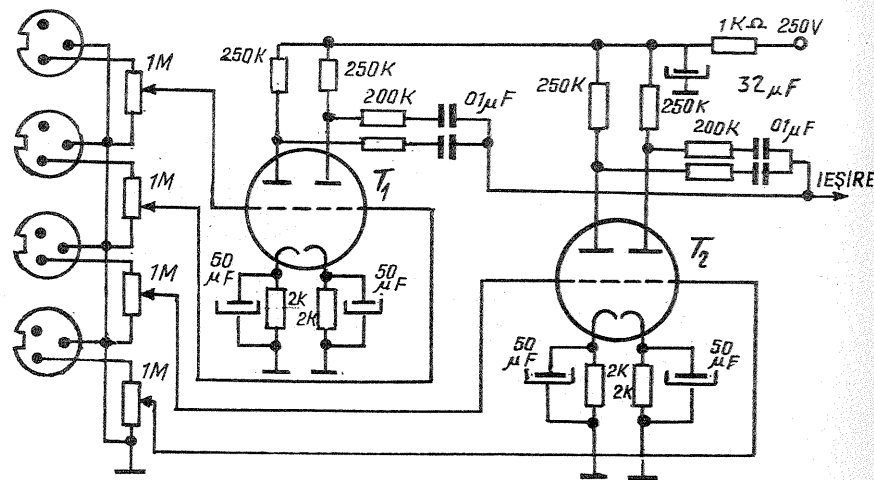 1KΩ 250V
1M
250K
250K
200K
01µF
250K
250K
32µF
200K
01µF
IEȘIRE
1M
T1
T2
50 µF
2K
2K
50 µF
1M
1M
50 µF
2K
2K
50 µF